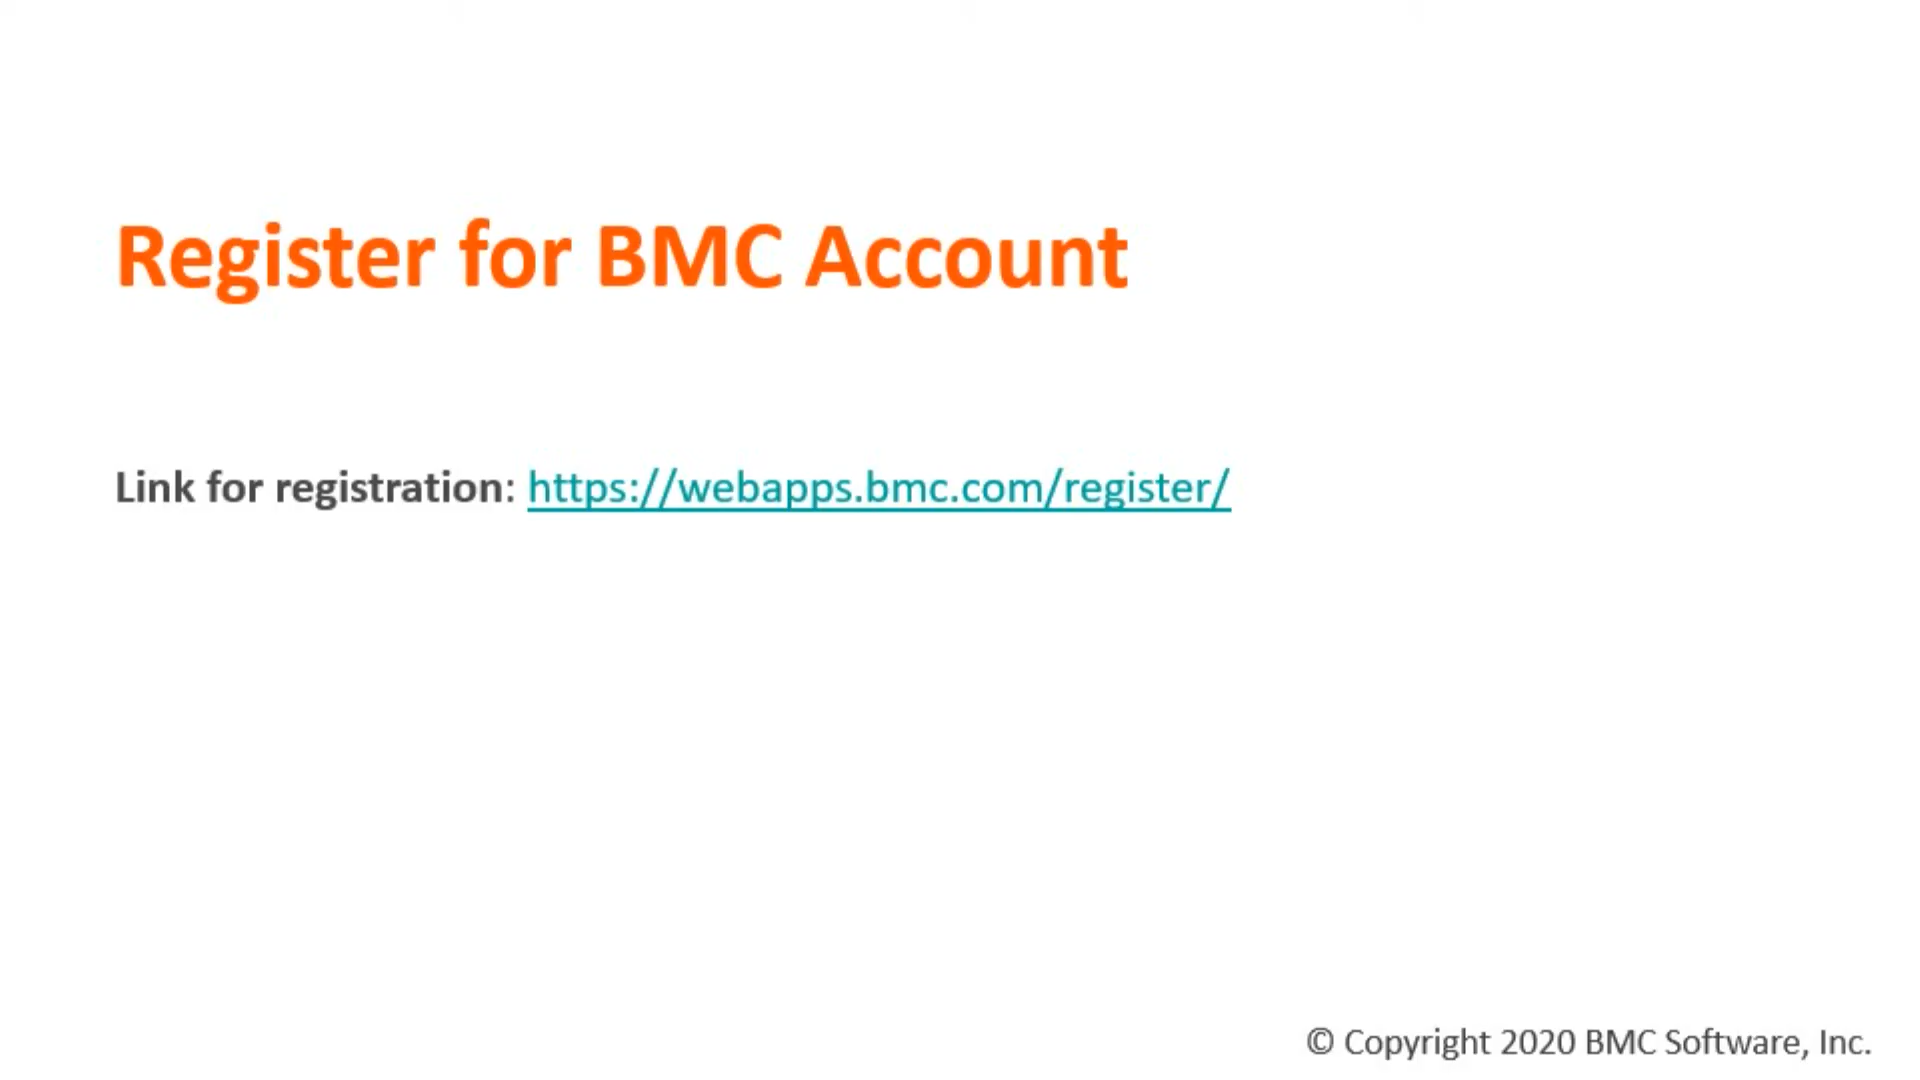 Register for BMC Account
Link for registration: https://webapps.bmc.com/register/
© Copyright 2020 BMC Software, Inc.